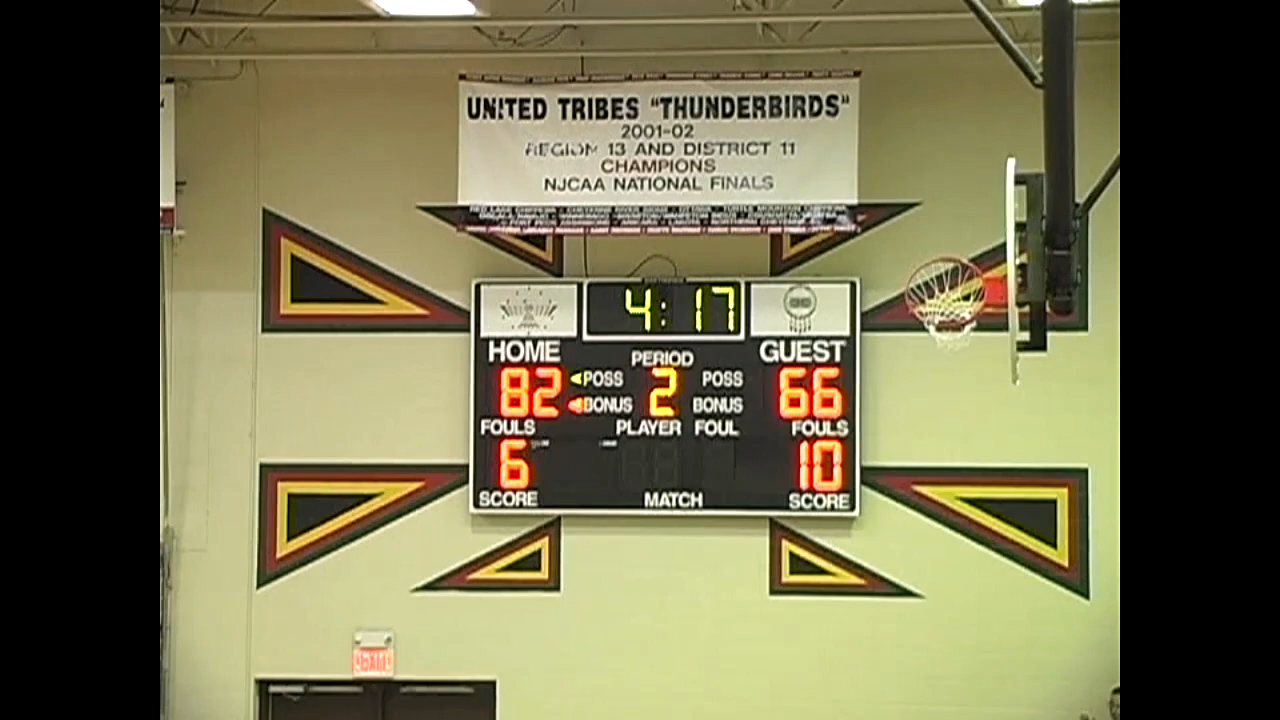 UNITED TRIBES "THUNDERBIRDS"
2001-02
REGION 13 AND DISTRICT 11
CHAMPIONS
NJCAA NATIONAL FINALS
4:17
HOME PERIOD GUEST
82 POSS 2 POSS 66
BONUS BONUS
FOULS PLAYER FOUL FOULS
6 10
SCORE MATCH SCORE
EXIT